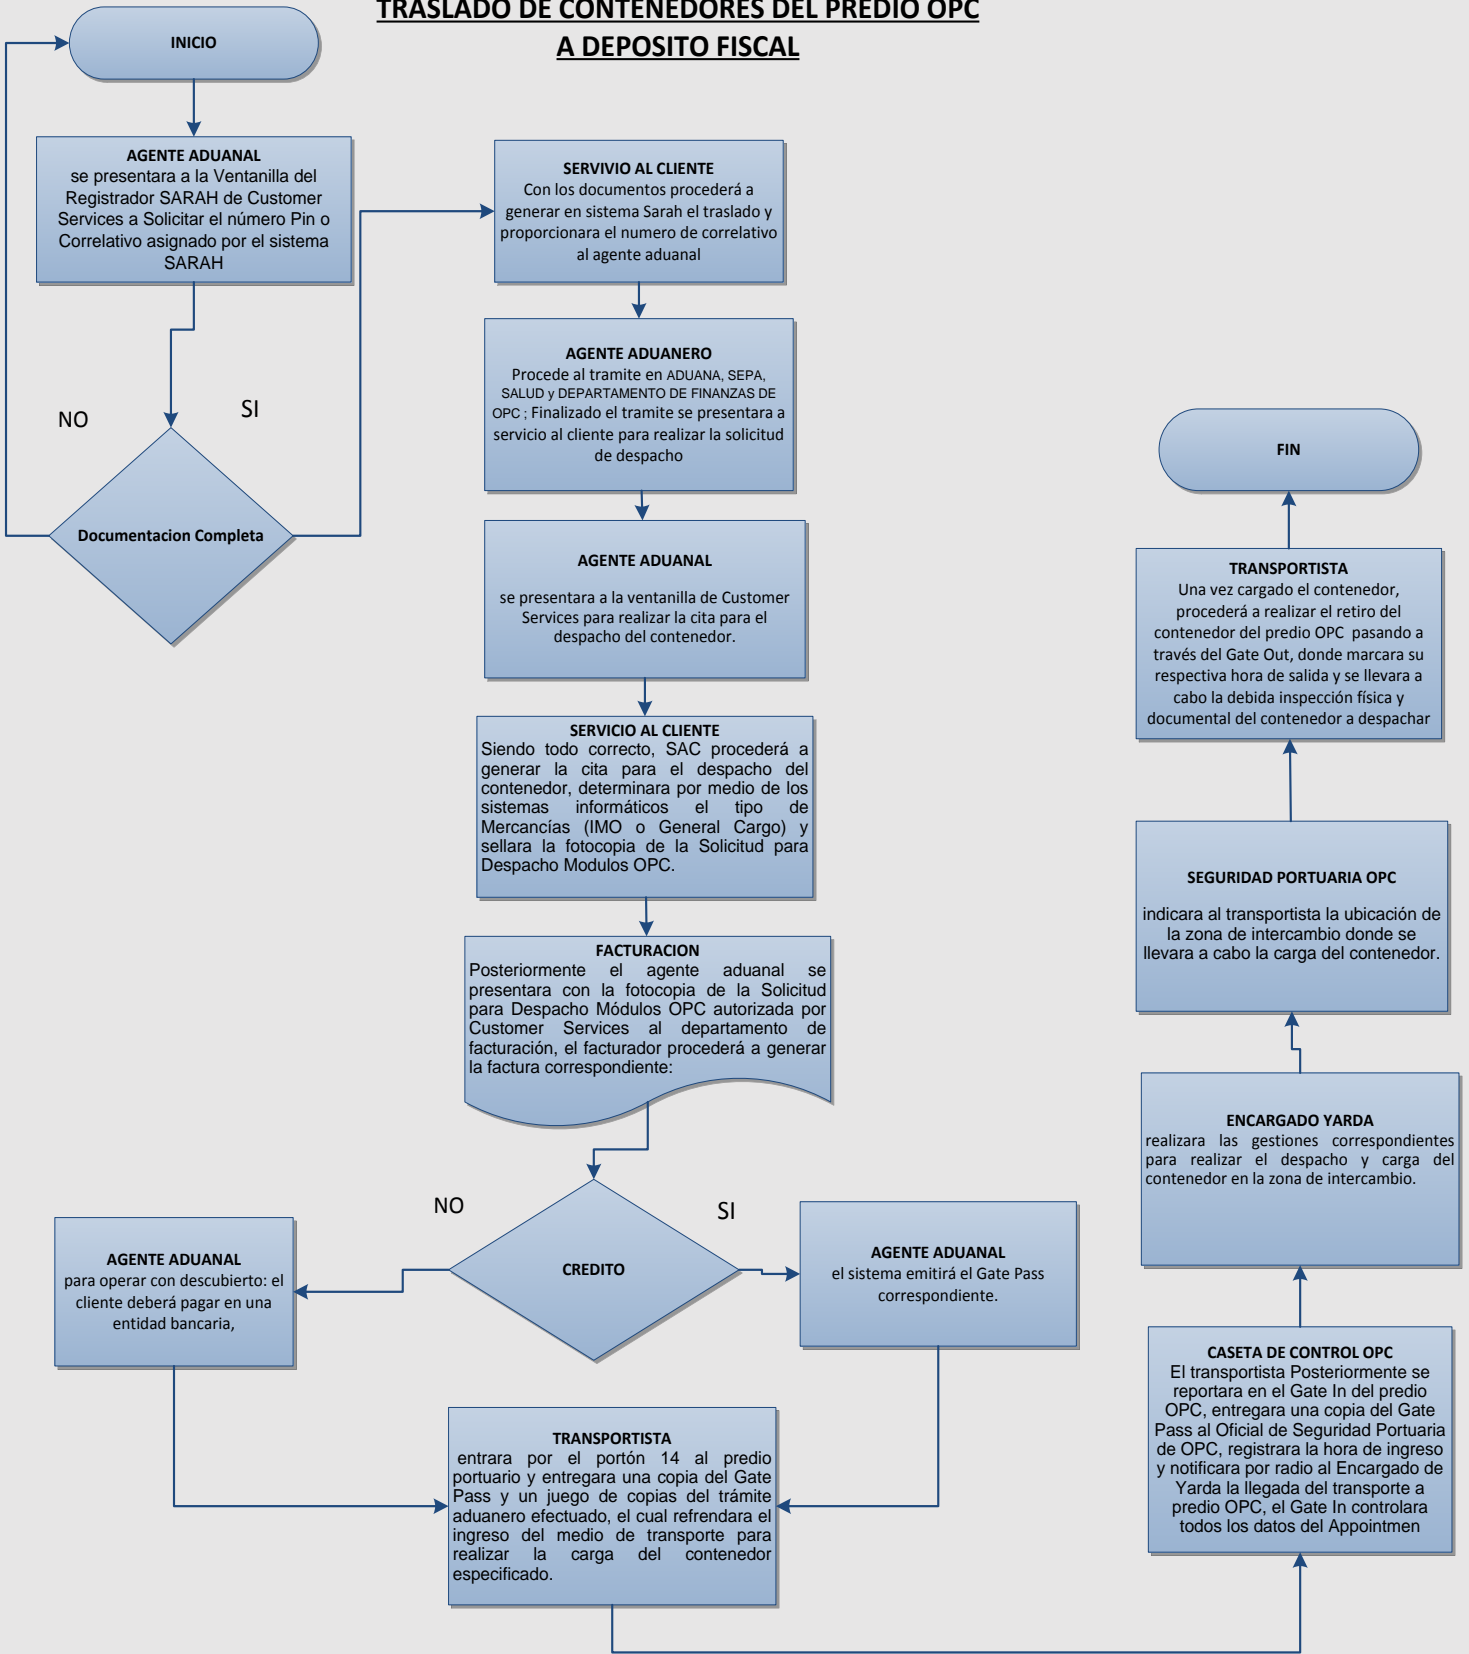 TRASLADO DE CONTENEDORES DEL PREDIO OPC
A DEPOSITO FISCAL
INICIO
AGENTE ADUANAL
se presentara a la Ventanilla del
Registrador SARAH de Customer
Services a Solicitar el número Pin o
Correlativo asignado por el sistema
SARAH
NO
SI
Documentacion Completa
SERVIVIO AL CLIENTE
Con los documentos procederá a
generar en sistema Sarah el traslado y
proporcionara el numero de correlativo
al agente aduanal
AGENTE ADUANERO
Procede al tramite en ADUANA, SEPA,
SALUD y DEPARTAMENTO DE FINANZAS DE
OPC ; Finalizado el tramite se presentara a
servicio al cliente para realizar la solicitud
de despacho
AGENTE ADUANAL
se presentara a la ventanilla de Customer
Services para realizar la cita para el
despacho del contenedor.
SERVICIO AL CLIENTE
Siendo todo correcto, SAC procederá a
generar la cita para el despacho del
contenedor, determinara por medio de los
sistemas informáticos el tipo de
Mercancías (IMO o General Cargo) y
sellara la fotocopia de la Solicitud para
Despacho Modulos OPC.
FACTURACION
Posteriormente el agente aduanal se
presentara con la fotocopia de la Solicitud
para Despacho Módulos OPC autorizada por
Customer Services al departamento de
facturación, el facturador procederá a generar
la factura correspondiente:
NO
SI
CREDITO
AGENTE ADUANAL
para operar con descubierto: el
cliente deberá pagar en una
entidad bancaria,
AGENTE ADUANAL
el sistema emitirá el Gate Pass
correspondiente.
TRANSPORTISTA
entrara por el portón 14 al predio
portuario y entregara una copia del Gate
Pass y un juego de copias del trámite
aduanero efectuado, el cual refrendara el
ingreso del medio de transporte para
realizar la carga del contenedor
especificado.
CASETA DE CONTROL OPC
El transportista Posteriormente se
reportara en el Gate In del predio
OPC, entregara una copia del Gate
Pass al Oficial de Seguridad Portuaria
de OPC, registrara la hora de ingreso
y notificara por radio al Encargado de
Yarda la llegada del transporte a
predio OPC, el Gate In controlara
todos los datos del Appointmen
ENCARGADO YARDA
realizara las gestiones correspondientes
para realizar el despacho y carga del
contenedor en la zona de intercambio.
SEGURIDAD PORTUARIA OPC
indicara al transportista la ubicación de
la zona de intercambio donde se
llevara a cabo la carga del contenedor.
TRANSPORTISTA
Una vez cargado el contenedor,
procederá a realizar el retiro del
contenedor del predio OPC pasando a
través del Gate Out, donde marcara su
respectiva hora de salida y se llevara a
cabo la debida inspección física y
documental del contenedor a despachar
FIN